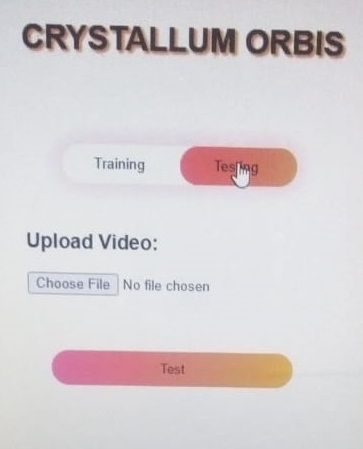 CRYSTALLUM ORBIS
Training Testing
Upload Video:
Choose File No file chosen
Test